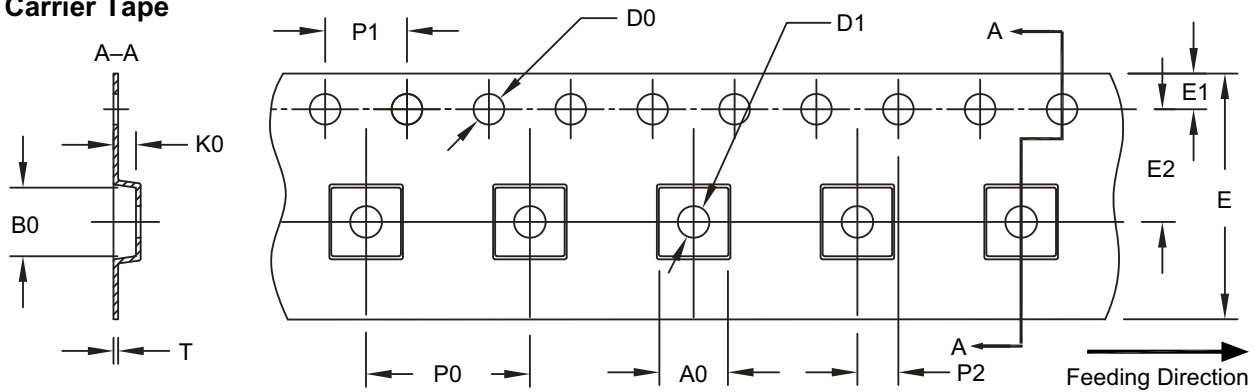 Carrier Tape
A–A
P1
D0
D1
A
E1
K0
E2
B0
E
T
P0
A0
A
P2
Feeding Direction